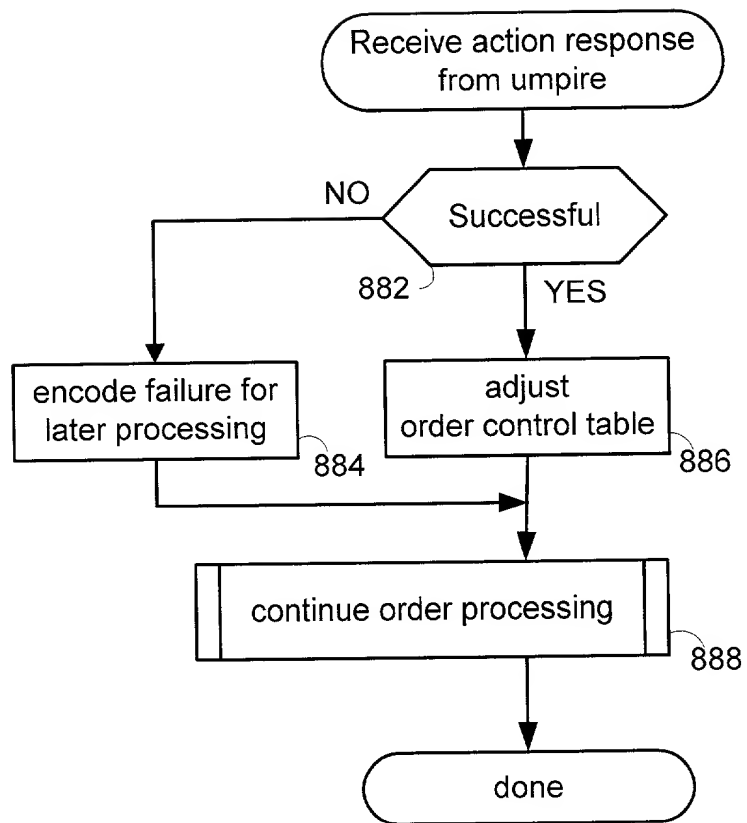 Receive action response
from umpire
NO
Successful
882
YES
encode failure for
later processing
884
adjust
order control table
886
continue order processing
888
done